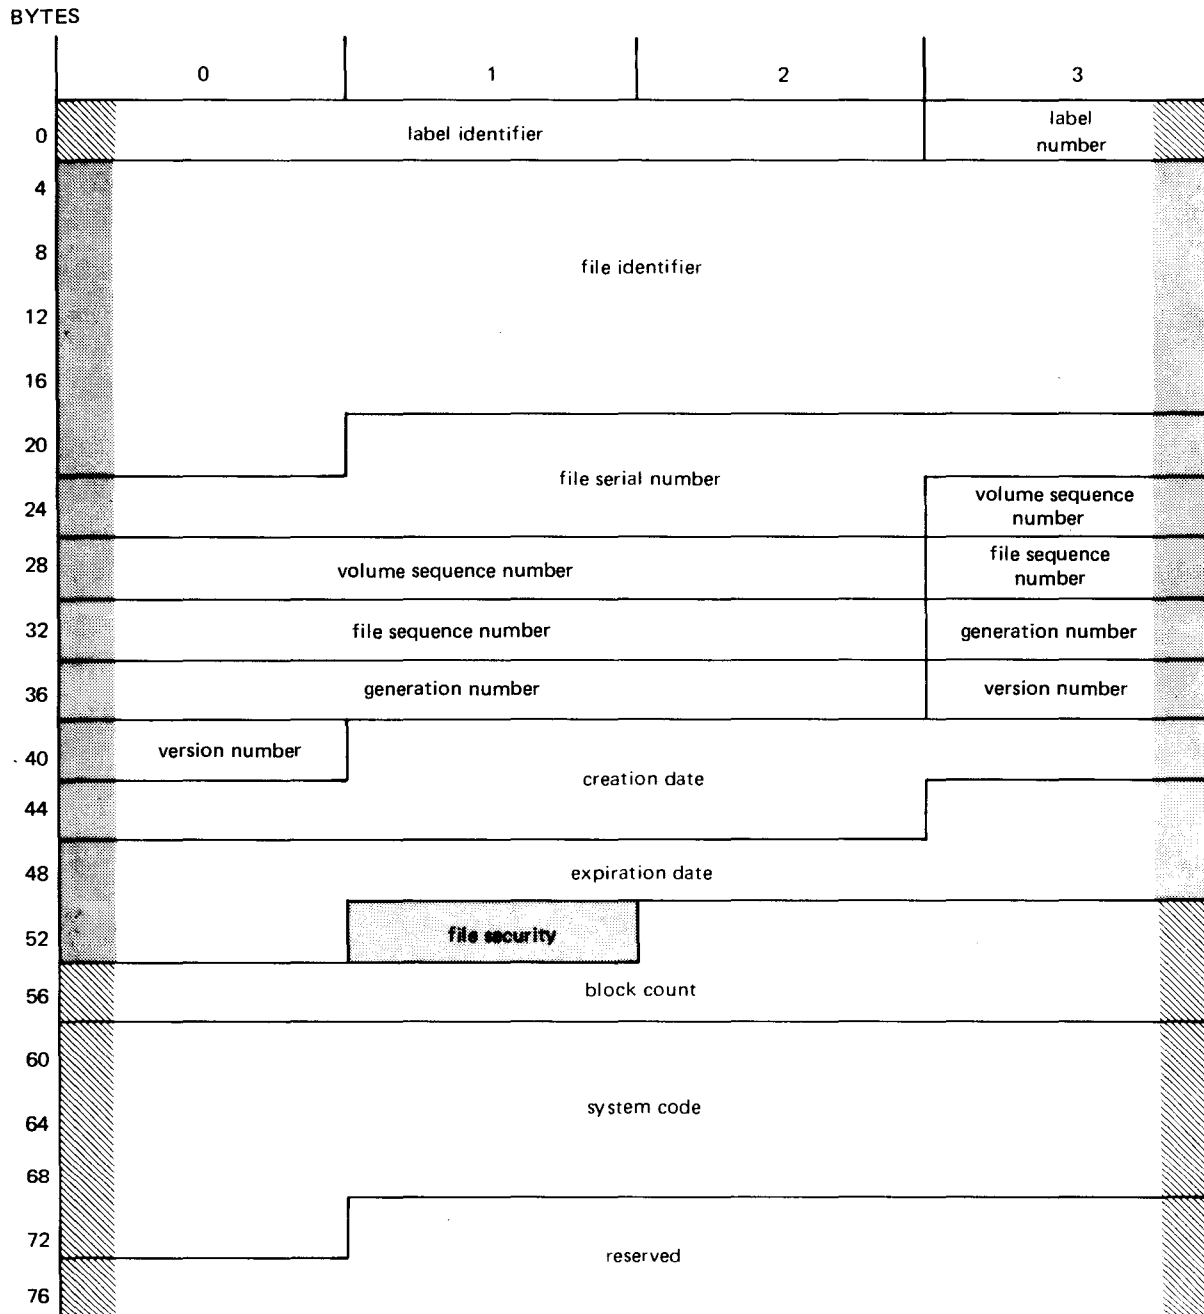 BYTES
0 1 2 3
0 label identifier label number
4
8 file identifier
12
16
20
file serial number
24 volume sequence number
28 volume sequence number file sequence number
32 file sequence number generation number
36 generation number version number
40 version number
creation date
44
48 expiration date
52 file security
56 block count
60
64 system code
68
72 reserved
76